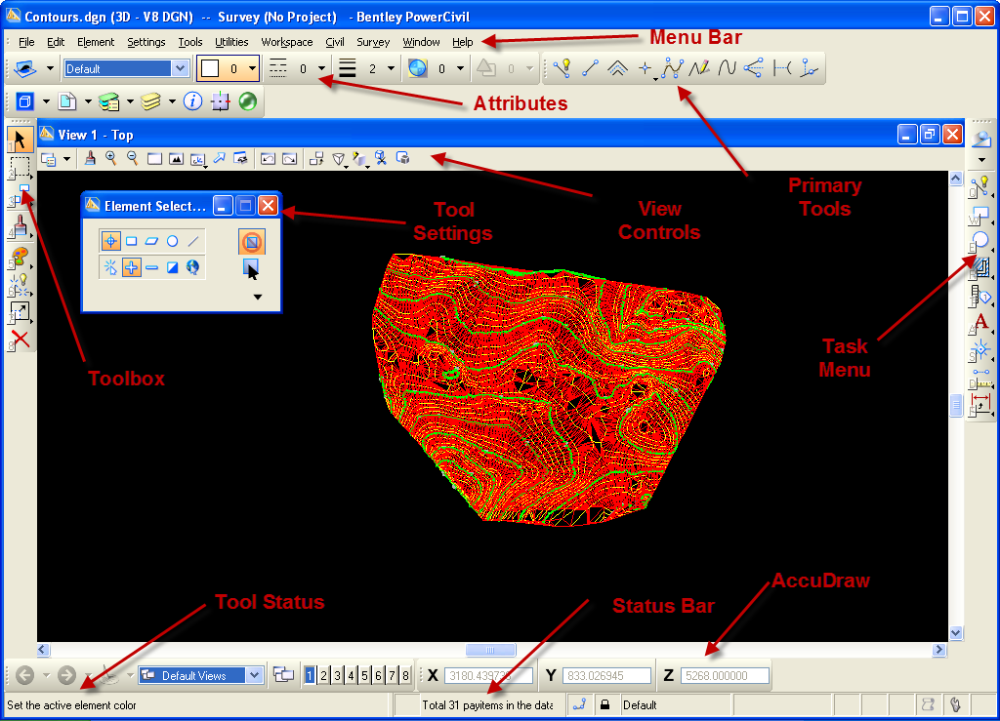 Contours.dgn (3D - V8 DGN) -- Survey (No Project) - Bentley PowerCivil
File Edit Element Settings Tools Utilities Workspace Civil Survey Window Help
Menu Bar
Default 0 0 2 0 0
Attributes
View 1 - Top
Primary Tools
Element Select...
Tool Settings
View Controls
Toolbox
Task Menu
AccuDraw
Tool Status
Status Bar
Default Views 1 2 3 4 5 6 7 8 X 3180.439739 Y 833.026945 Z 5268.000000
Set the active element color Total 31 payitems in the data Default